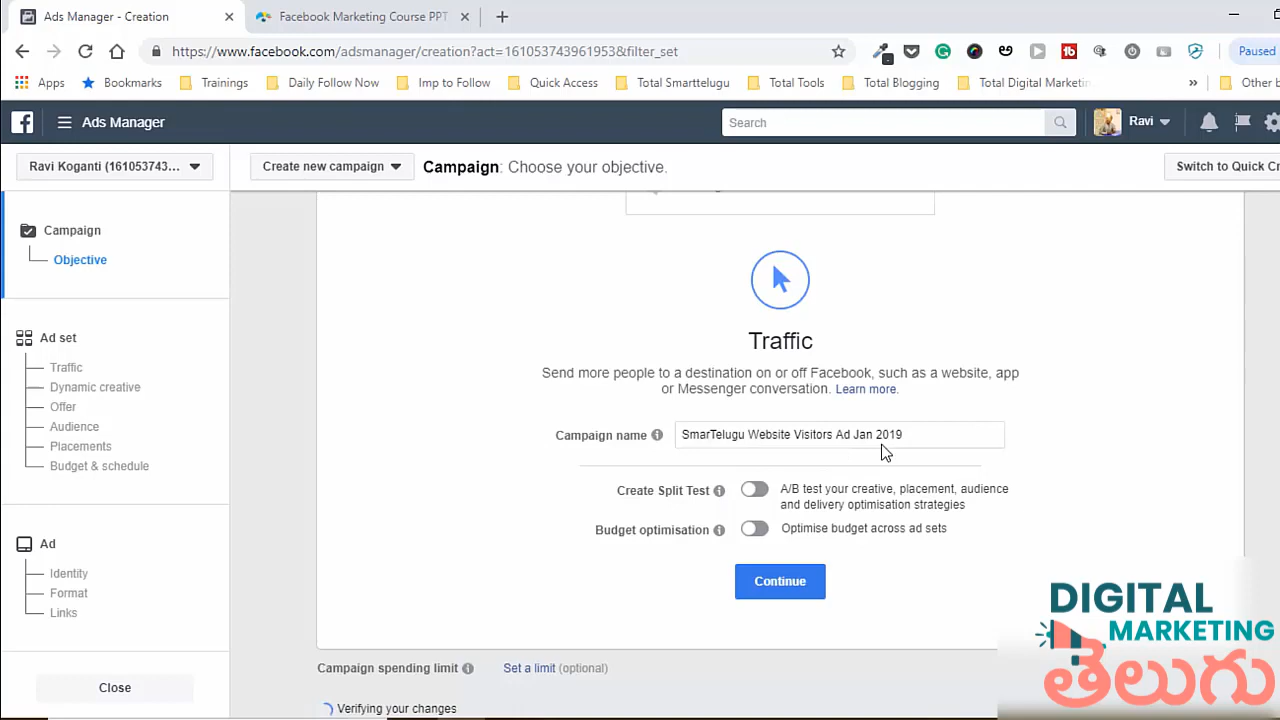 Ads Manager - Creation
Facebook Marketing Course PPT
https://www.facebook.com/adsmanager/creation?act=161053743961953&filter_set
Paused
Apps
Bookmarks
Trainings
Daily Follow Now
Imp to Follow
Quick Access
Total Smarttelugu
Total Tools
Total Blogging
Total Digital Marketin
Other b
Ads Manager
Search
Ravi
Ravi Koganti (161053743...
Create new campaign
Campaign: Choose your objective.
Switch to Quick Cr
Campaign
Objective
Ad set
Traffic
Dynamic creative
Offer
Audience
Placements
Budget & schedule
Ad
Identity
Format
Links
Close
Traffic
Send more people to a destination on or off Facebook, such as a website, app
or Messenger conversation. Learn more.
Campaign name
SmarTelugu Website Visitors Ad Jan 2019
Create Split Test
A/B test your creative, placement, audience
and delivery optimisation strategies
Budget optimisation
Optimise budget across ad sets
Continue
Campaign spending limit
Set a limit (optional)
Verifying your changes
DIGITAL
MARKETING
తెలుగు